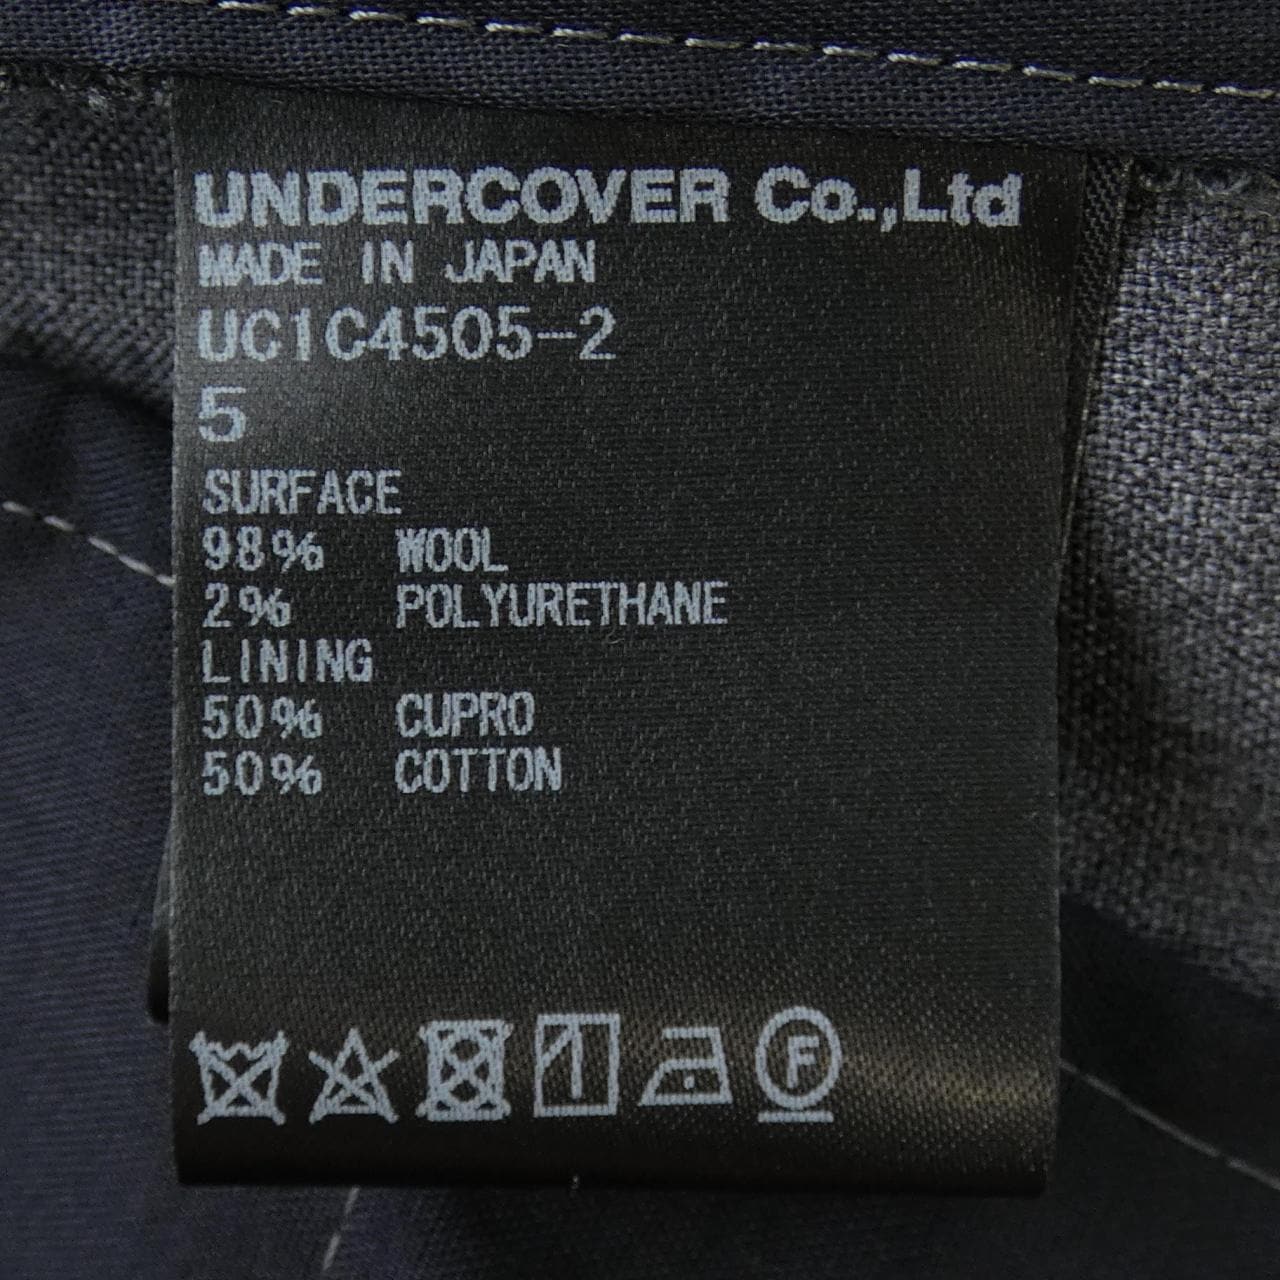 UNDERCOVER Co.,Ltd
MADE IN JAPAN
UC1C4505-2
5
SURFACE
98% WOOL
2% POLYURETHANE
LINING
50% CUPRO
50% COTTON
F